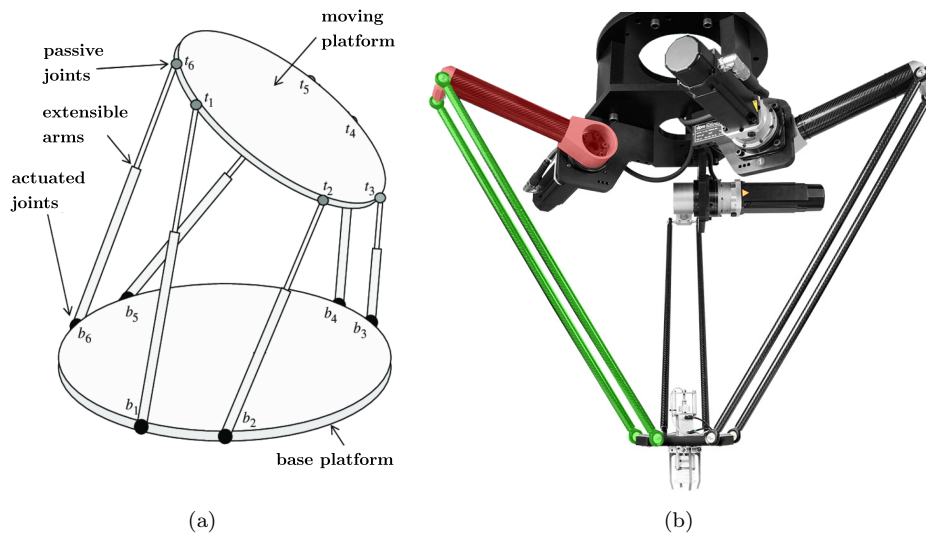 moving
platform
passive
joints
t6
t5
t1
extensible
arms
t4
actuated
joints
t2
t3
b5
b4
b6
b3
b1
b2
base platform
(a)
(b)